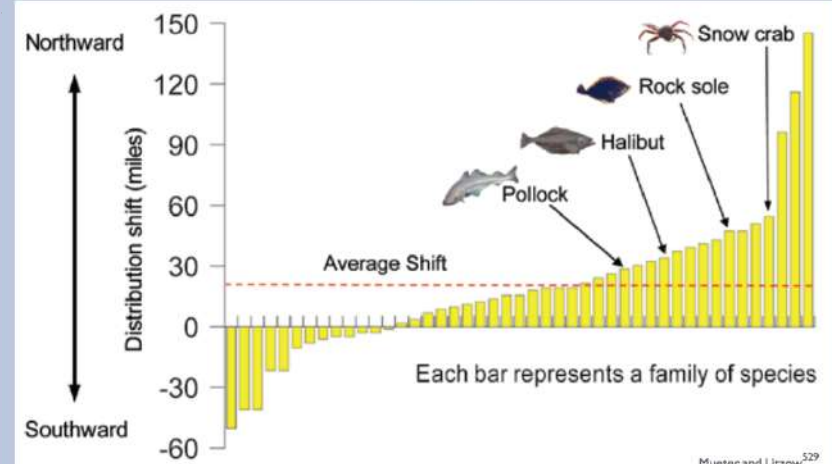 Northward
Southward
Distribution shift (miles)
150
120
90
60
30
0
-30
-60
Snow crab
Rock sole
Halibut
Pollock
Average Shift
Each bar represents a family of species
529